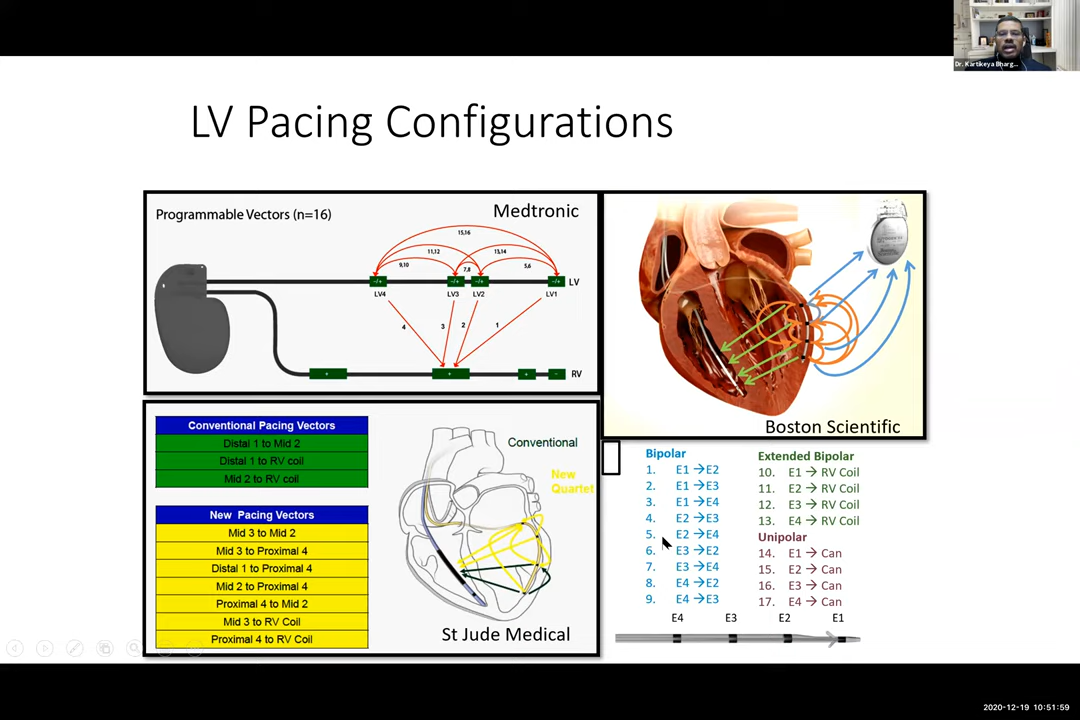 Dr. Kartikeya Bharg...
LV Pacing Configurations
Programmable Vectors (n=16)
Medtronic
15,16
11,12
13,14
9,10
7,8
5,6
-/+
-/+
-/+
-/+
LV
LV4
LV3
LV2
LV1
4
3
2
1
+
+
+
-
RV
Boston Scientific
Conventional Pacing Vectors
Distal 1 to Mid 2
Distal 1 to RV coil
Mid 2 to RV coil
New Pacing Vectors
Mid 3 to Mid 2
Mid 3 to Proximal 4
Distal 1 to Proximal 4
Mid 2 to Proximal 4
Proximal 4 to Mid 2
Mid 3 to RV Coil
Proximal 4 to RV Coil
Conventional
New
Quartet
St Jude Medical
Bipolar
1. E1 → E2
2. E1 → E3
3. E1 → E4
4. E2 → E3
5. E2 → E4
6. E3 → E2
7. E3 → E4
8. E4 → E2
9. E4 → E3
Extended Bipolar
10. E1 → RV Coil
11. E2 → RV Coil
12. E3 → RV Coil
13. E4 → RV Coil
Unipolar
14. E1 → Can
15. E2 → Can
16. E3 → Can
17. E4 → Can
E4 E3 E2 E1
2020-12-19 10:51:59